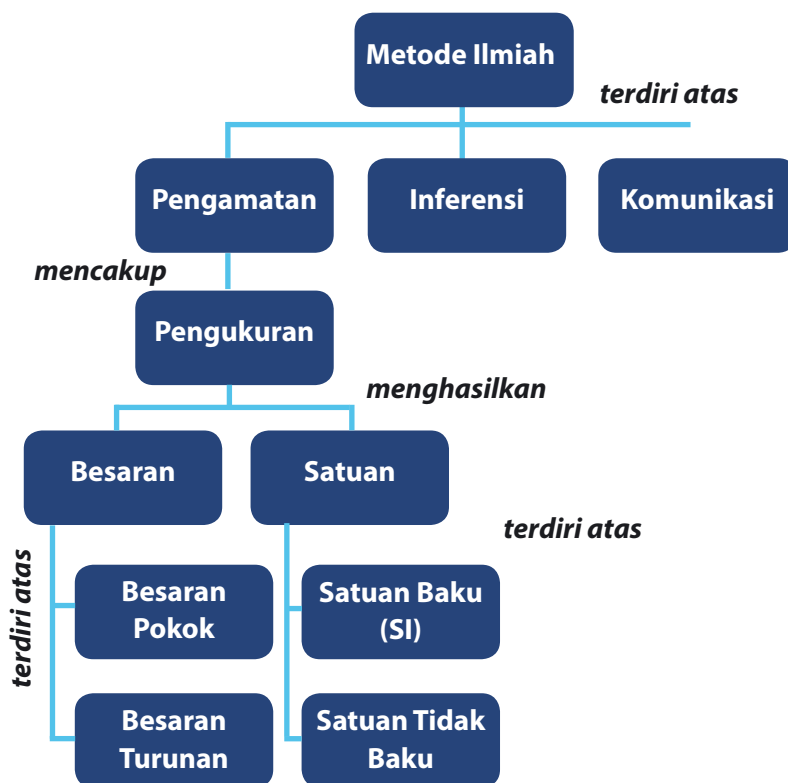 Metode Ilmiah
terdiri atas
Pengamatan
Inferensi
Komunikasi
mencakup
Pengukuran
menghasilkan
Besaran
Satuan
terdiri atas
terdiri atas
Besaran
Pokok
Satuan Baku
(SI)
Besaran
Turunan
Satuan Tidak
Baku